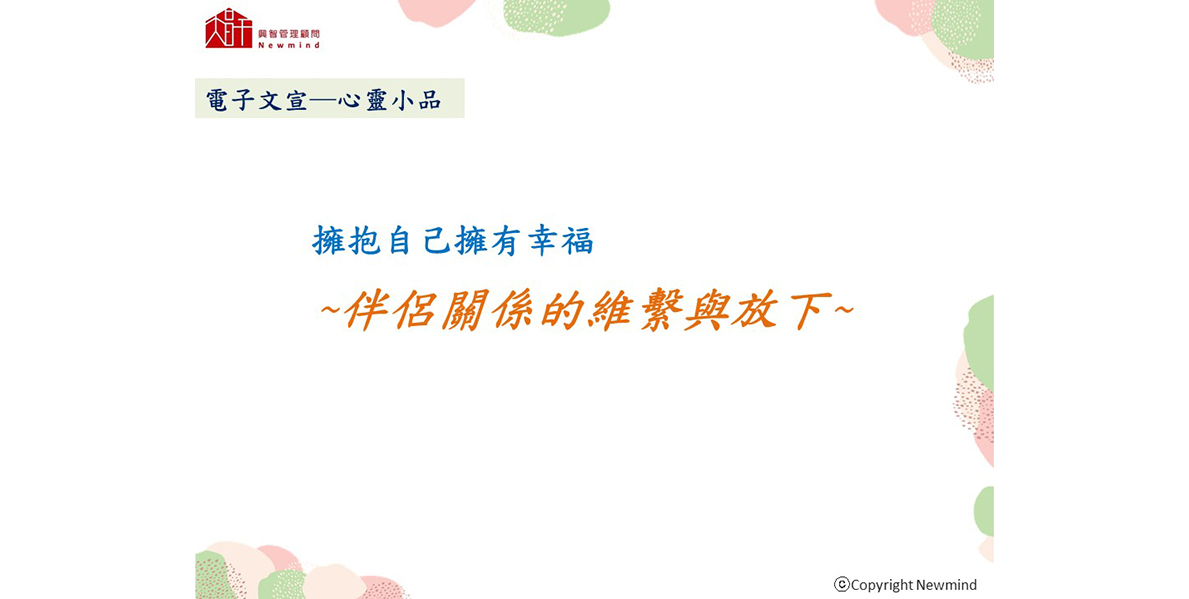 興智管理顧問
Newmind
電子文宣—心靈小品
擁抱自己擁有幸福
~伴侶關係的維繫與放下~
ⓒCopyright Newmind